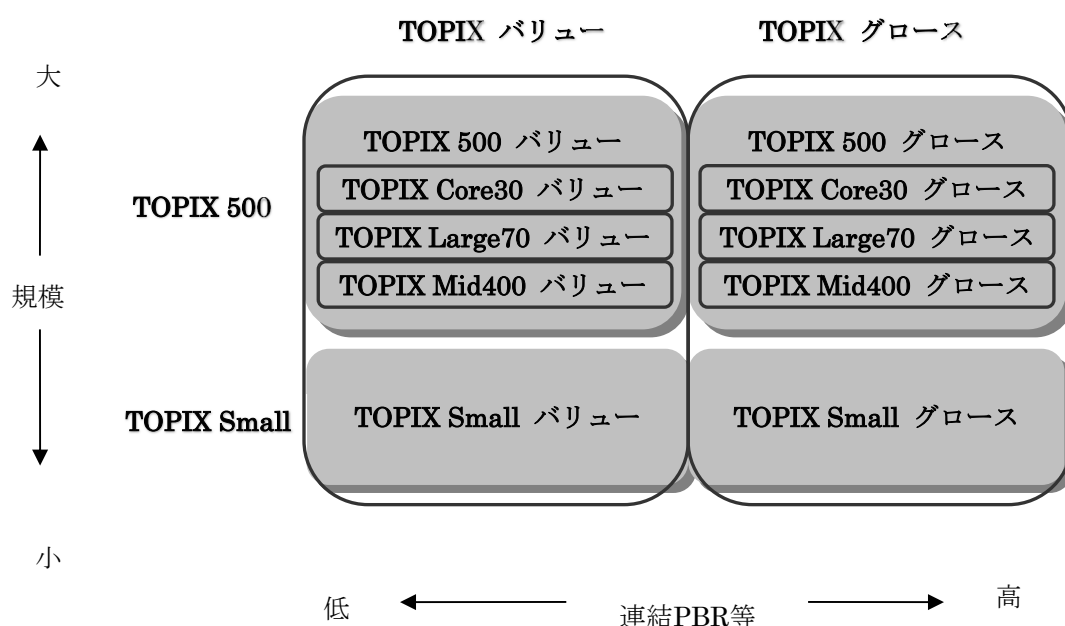 TOPIX バリュー
TOPIX グロース
大
TOPIX 500 バリュー
TOPIX 500 グロース
TOPIX Core30 バリュー
TOPIX Core30 グロース
TOPIX 500
TOPIX Large70 バリュー
TOPIX Large70 グロース
規模
TOPIX Mid400 バリュー
TOPIX Mid400 グロース
TOPIX Small
TOPIX Small バリュー
TOPIX Small グロース
小
低
連結PBR等
高